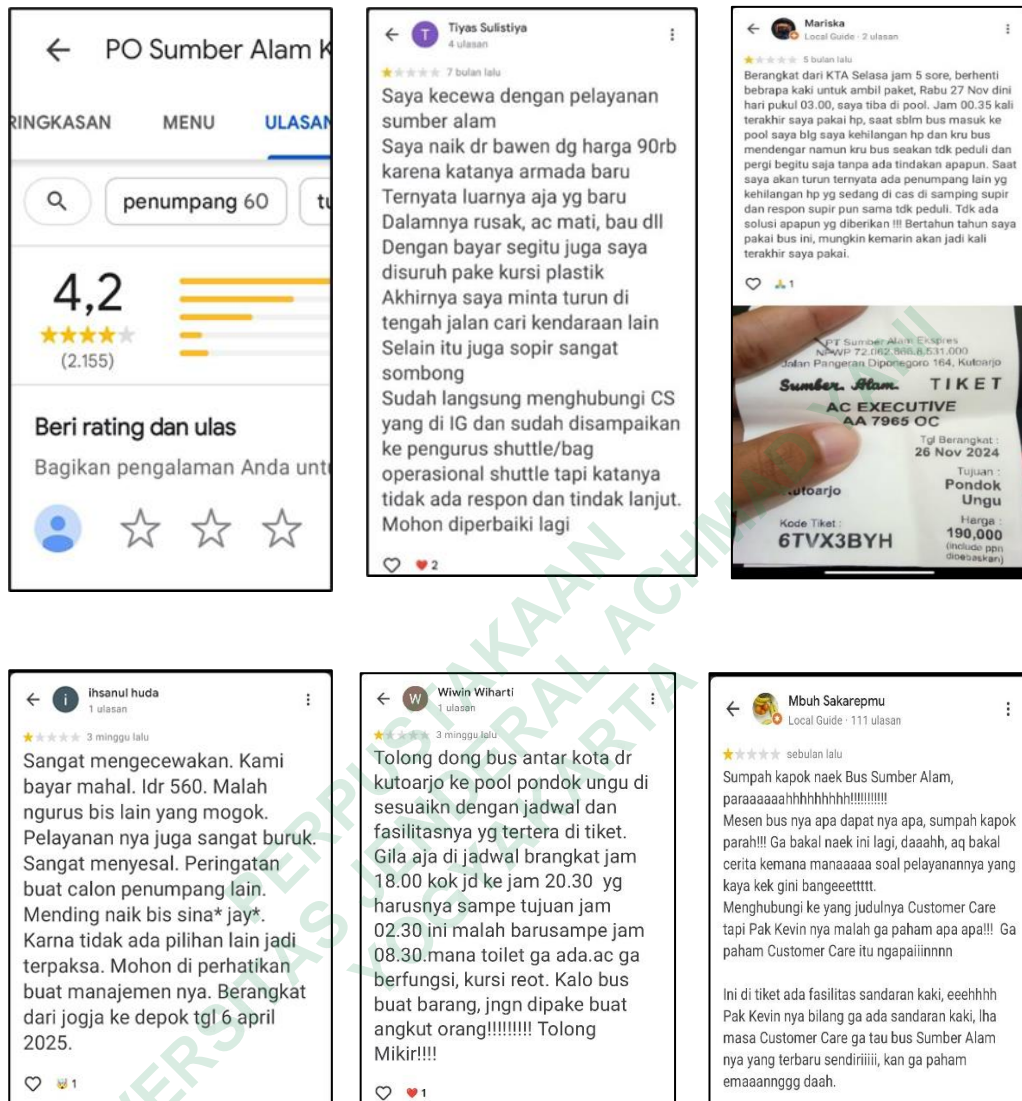 PO Sumber Alam K
RINGKASAN MENU ULASAN
penumpang 60 tu
4,2
(2.155)
Beri rating dan ulas
Bagikan pengalaman Anda unt
Tiyas Sulistiya
4 ulasan
7 bulan lalu
Saya kecewa dengan pelayanan
sumber alam
Saya naik dr bawen dg harga 90rb
karena katanya armada baru
Ternyata luarnya aja yg baru
Dalamnya rusak, ac mati, bau dll
Dengan bayar segitu juga saya
disuruh pake kursi plastik
Akhirnya saya minta turun di
tengah jalan cari kendaraan lain
Selain itu juga sopir sangat
sombong
Sudah langsung menghubungi CS
yang di IG dan sudah disampaikan
ke pengurus shuttle/bag
operasional shuttle tapi katanya
tidak ada respon dan tindak lanjut.
Mohon diperbaiki lagi
2
Mariska
Local Guide · 2 ulasan
5 bulan lalu
Berangkat dari KTA Selasa jam 5 sore, berhenti
bebrapa kaki untuk ambil paket, Rabu 27 Nov dini
hari pukul 03.00, saya tiba di pool. Jam 00.35 kali
terakhir saya pakai hp, saat sblm bus masuk ke
pool saya blg saya kehilangan hp dan kru bus
mendengar namun kru bus seakan tdk peduli dan
pergi begitu saja tanpa ada tindakan apapun. Saat
saya akan turun ternyata ada penumpang lain yg
kehilangan hp yg sedang di cas di samping supir
dan respon supir pun sama tdk peduli. Tdk ada
solusi apapun yg diberikan !!! Bertahun tahun saya
pakai bus ini, mungkin kemarin akan jadi kali
terakhir saya pakai.
1
PT Sumber Alam Ekspres
NPWP 72.062.866.8.531.000
Jalan Pangeran Diponegoro 164, Kutoarjo
Sumber Alam TIKET
AC EXECUTIVE
AA 7965 OC
Tgl Berangkat :
26 Nov 2024
Tujuan :
Kutoarjo Pondok
Ungu
Kode Tiket : Harga :
6TVX3BYH 190,000
(include ppn
dibebaskan)
ihsanul huda
1 ulasan
3 minggu lalu
Sangat mengecewakan. Kami
bayar mahal. Idr 560. Malah
ngurus bis lain yang mogok.
Pelayanan nya juga sangat buruk.
Sangat menyesal. Peringatan
buat calon penumpang lain.
Mending naik bis sina* jay*.
Karna tidak ada pilihan lain jadi
terpaksa. Mohon di perhatikan
buat manajemen nya. Berangkat
dari jogja ke depok tgl 6 april
2025.
1
Wiwin Wiharti
1 ulasan
3 minggu lalu
Tolong dong bus antar kota dr
kutoarjo ke pool pondok ungu di
sesuaikn dengan jadwal dan
fasilitasnya yg tertera di tiket.
Gila aja di jadwal brangkat jam
18.00 kok jd ke jam 20.30 yg
harusnya sampe tujuan jam
02.30 ini malah barusampe jam
08.30.mana toilet ga ada.ac ga
berfungsi, kursi reot. Kalo bus
buat barang, jngn dipake buat
angkut orang!!!!!!!!! Tolong
Mikir!!!!
1
Mbuh Sakarepmu
Local Guide · 111 ulasan
sebulan lalu
Sumpah kapok naek Bus Sumber Alam,
paraaaaaahhhhhhhhh!!!!!!!!!!!
Mesen bus nya apa dapat nya apa, sumpah kapok
parah!!! Ga bakal naek ini lagi, daaahh, aq bakal
cerita kemana manaaaaa soal pelayanannya yang
kaya kek gini bangeeetttt.
Menghubungi ke yang judulnya Customer Care
tapi Pak Kevin nya malah ga paham apa apa!!! Ga
paham Customer Care itu ngapaiiinnnn
Ini di tiket ada fasilitas sandaran kaki, eeehhhh
Pak Kevin nya bilang ga ada sandaran kaki, lha
masa Customer Care ga tau bus Sumber Alam
nya yang terbaru sendiriiiii, kan ga paham
emaaannggg daah.
PERPUSTAKAAN
UNIVERSITAS JENDERAL ACHMAD YANI
YOGYAKARTA